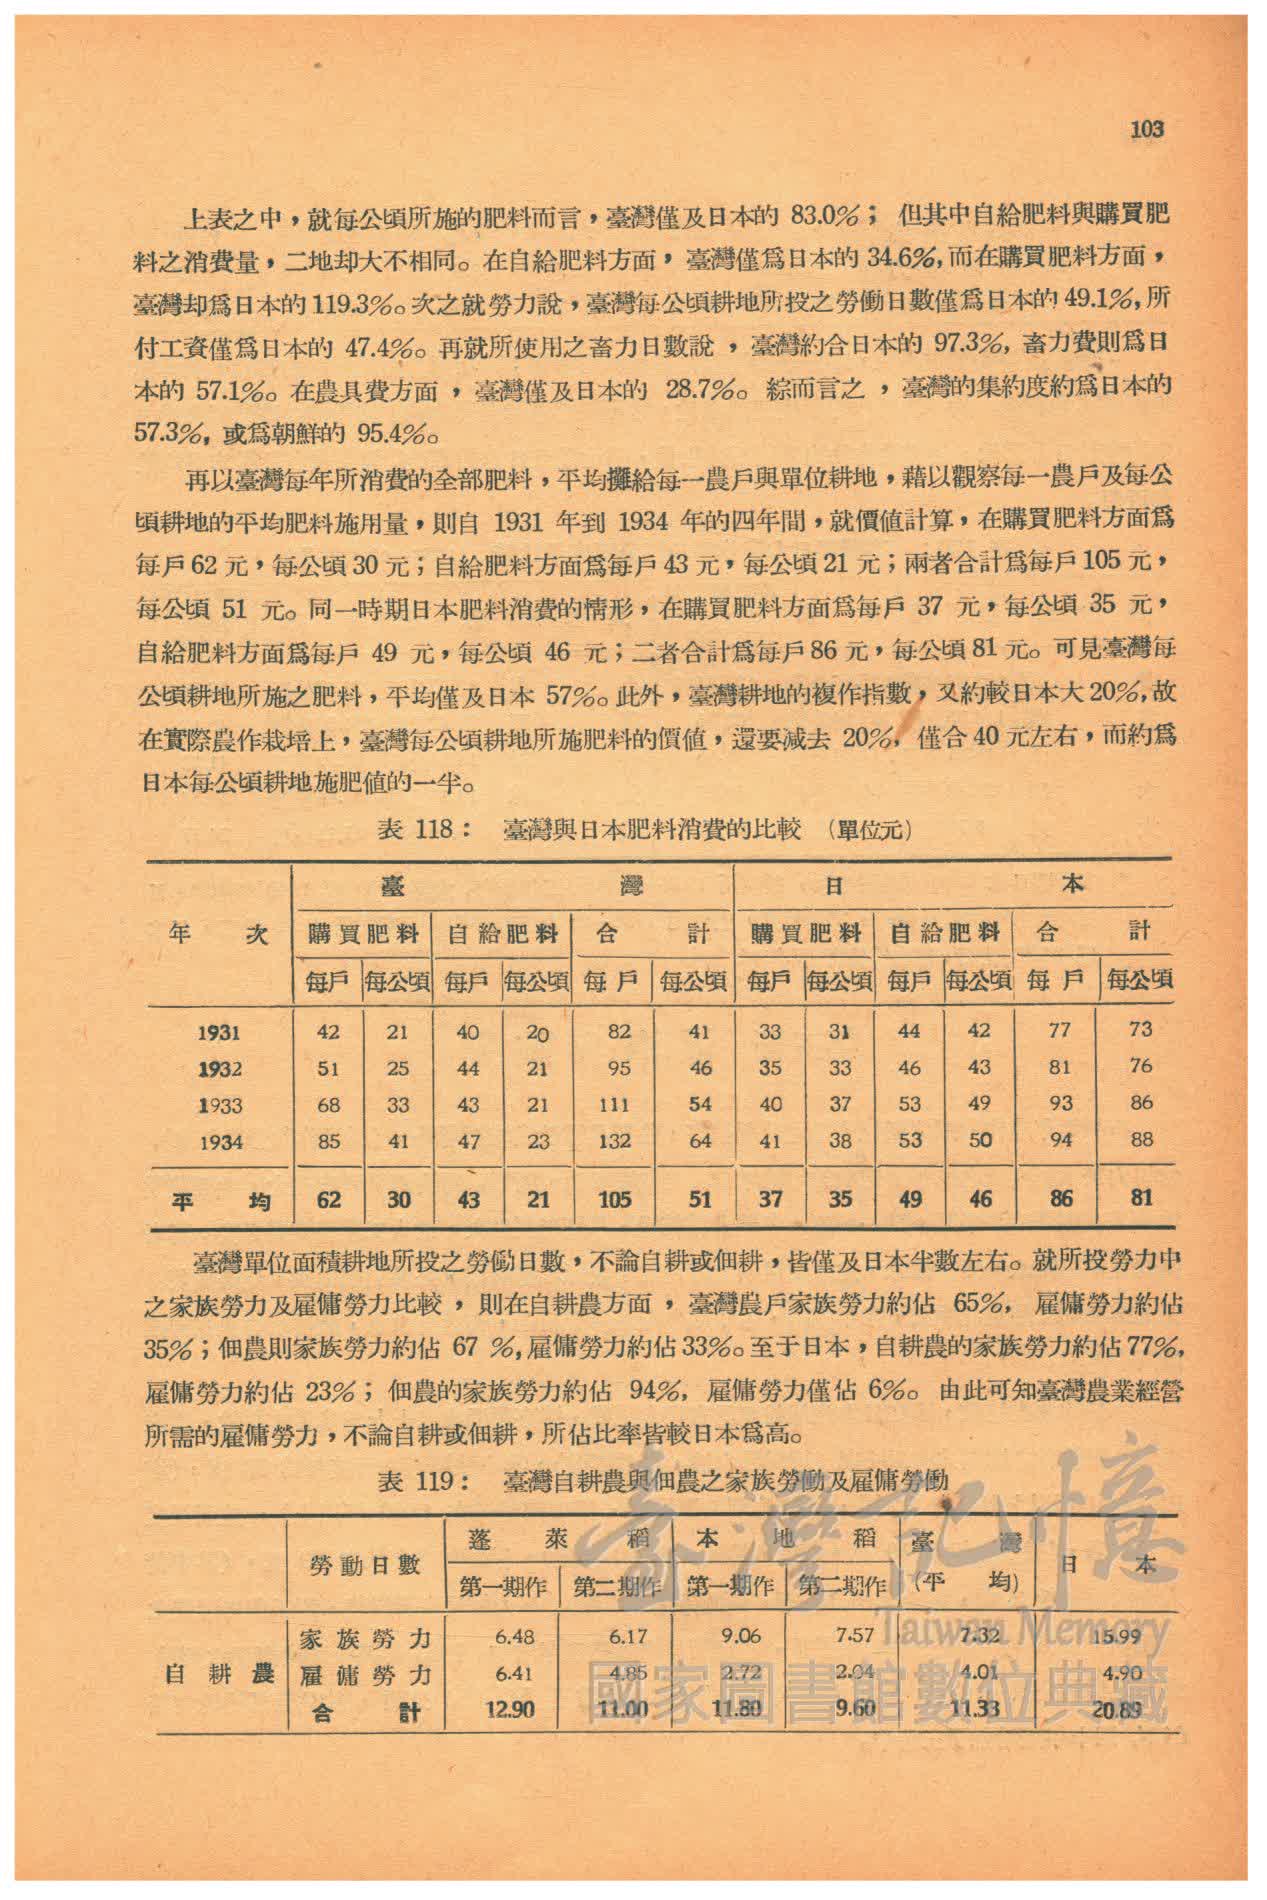 103
上表之中，就每公頃所施的肥料而言，臺灣僅及日本的 83.0%； 但其中自給肥料與購買肥
料之消費量，二地却大不相同。在自給肥料方面， 臺灣僅爲日本的 34.6%, 而在購買肥料方面，
臺灣却爲日本的 119.3%。次之就勞力說，臺灣每公頃耕地所投之勞働日數僅爲日本的 49.1%, 所
付工資僅爲日本的 47.4%。再就所使用之畜力日數說 ， 臺灣約合日本的 97.3%, 畜力費則爲日
本的 57.1%。在農具費方面 ， 臺灣僅及日本的 28.7%。綜而言之 ， 臺灣的集約度約爲日本的
57.3%, 或爲朝鮮的 95.4%。
再以臺灣每年所消費的全部肥料，平均攤給每一農戶與單位耕地，藉以觀察每一農戶及每公
頃耕地的平均肥料施用量，則自 1931 年到 1934 年的四年間，就價值計算，在購買肥料方面爲
每戶 62 元，每公頃 30 元；自給肥料方面爲每戶 43 元，每公頃 21 元；兩者合計爲每戶 105 元，
每公頃 51 元。同一時期日本肥料消費的情形，在購買肥料方面爲每戶 37 元，每公頃 35 元，
自給肥料方面爲每戶 49 元，每公頃 46 元；二者合計爲每戶 86 元，每公頃 81 元。可見臺灣每
公頃耕地所施之肥料，平均僅及日本 57%。此外，臺灣耕地的複作指數，又約較日本大 20%, 故
在實際農作栽培上，臺灣每公頃耕地所施肥料的價值，還要減去 20%, 僅合 40 元左右，而約爲
日本每公頃耕地施肥值的一半。
表 118： 臺灣與日本肥料消費的比較 (單位元)
年 次 臺 灣 日 本
購買肥料 自給肥料 合 計 購買肥料 自給肥料 合 計
每戶 每公頃 每戶 每公頃 每戶 每公頃 每戶 每公頃 每戶 每公頃 每戶 每公頃
1931 42 21 40 20 82 41 33 31 44 42 77 73
1932 51 25 44 21 95 46 35 33 46 43 81 76
1933 68 33 43 21 111 54 40 37 53 49 93 86
1934 85 41 47 23 132 64 41 38 53 50 94 88
平 均 62 30 43 21 105 51 37 35 49 46 86 81
臺灣單位面積耕地所投之勞働日數，不論自耕或佃耕，皆僅及日本半數左右。就所投勞力中
之家族勞力及雇傭勞力比較 ， 則在自耕農方面 ， 臺灣農戶家族勞力約佔 65%, 雇傭勞力約佔
35%；佃農則家族勞力約佔 67 %, 雇傭勞力約佔 33%。至于日本，自耕農的家族勞力約佔 77%,
雇傭勞力約佔 23%； 佃農的家族勞力約佔 94%, 雇傭勞力僅佔 6%。 由此可知臺灣農業經營
所需的雇傭勞力，不論自耕或佃耕，所佔比率皆較日本爲高。
表 119： 臺灣自耕農與佃農之家族勞働及雇傭勞働
勞動日數 蓬 萊 稻 本 地 稻 臺 灣 (平 均) 日 本
第一期作 第二期作 第一期作 第二期作
家族勞力 6.48 6.17 9.06 7.57 7.32 15.99
自耕農 雇傭勞力 6.41 4.85 2.72 2.04 4.01 4.90
合 計 12.90 11.00 11.80 9.60 11.33 20.89
臺灣記憶
Taiwan Memory
國家圖書館數位典藏